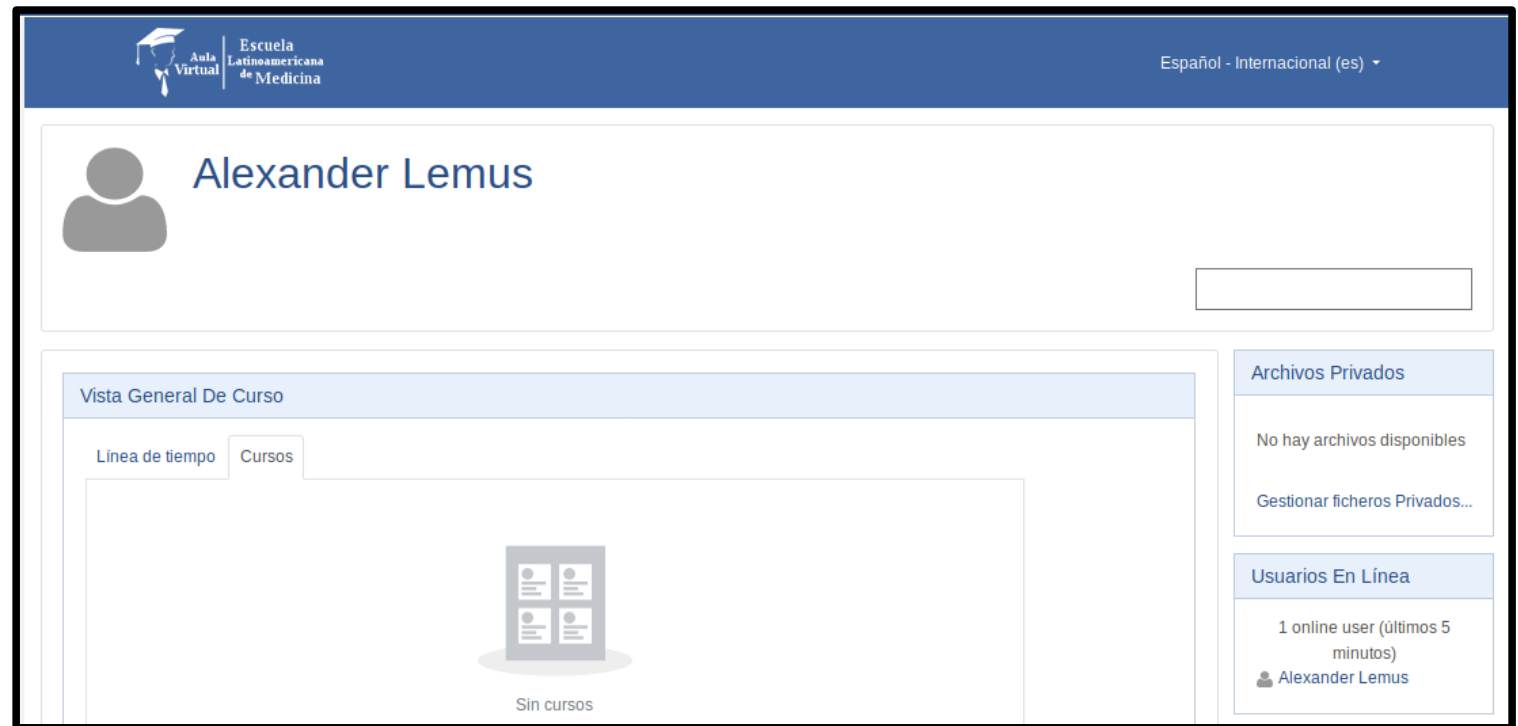 Aula
Virtual
Escuela
Latinoamericana
de Medicina
Español - Internacional (es)
Alexander Lemus
Vista General De Curso
Línea de tiempo
Cursos
Sin cursos
Archivos Privados
No hay archivos disponibles
Gestionar ficheros Privados...
Usuarios En Línea
1 online user (últimos 5
minutos)
Alexander Lemus